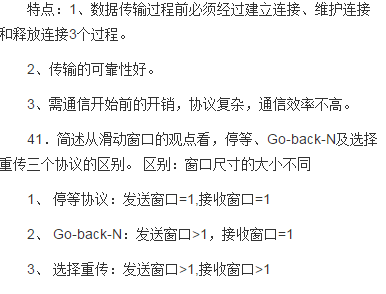 特点：1、数据传输过程前必须经过建立连接、维护连接
和释放连接3个过程。
2、传输的可靠性好。
3、需通信开始前的开销，协议复杂，通信效率不高。
41．简述从滑动窗口的观点看，停等、Go-back-N及选择
重传三个协议的区别。 区别：窗口尺寸的大小不同
1、 停等协议：发送窗口=1,接收窗口=1
2、 Go-back-N：发送窗口>1，接收窗口=1
3、 选择重传：发送窗口>1,接收窗口>1